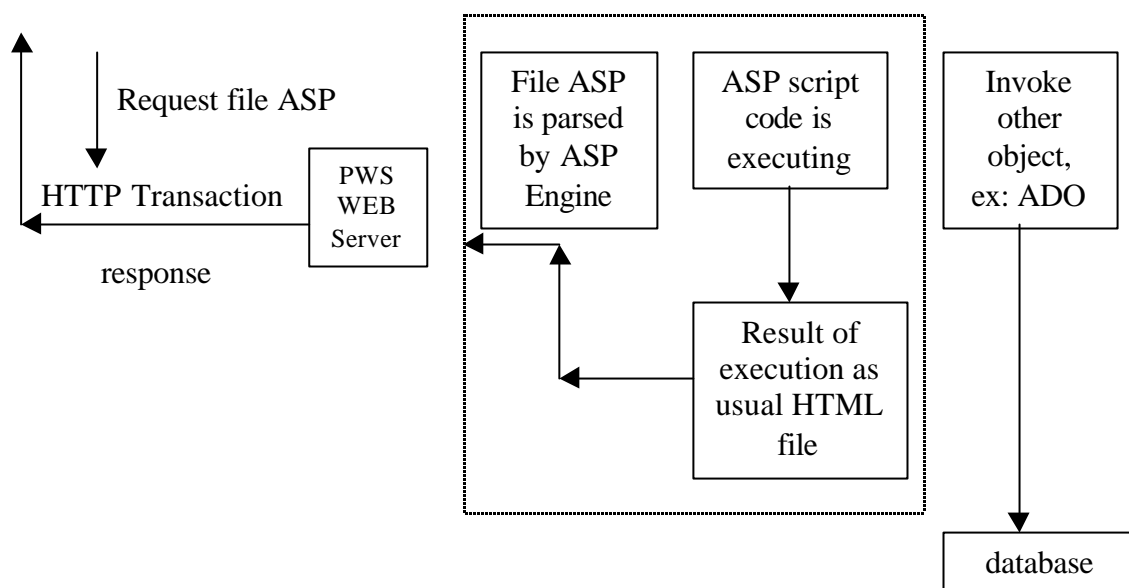 Request file ASP
HTTP Transaction
response
PWS
WEB
Server
File ASP
is parsed
by ASP
Engine
ASP script
code is
executing
Result of
execution as
usual HTML
file
Invoke
other
object,
ex: ADO
database